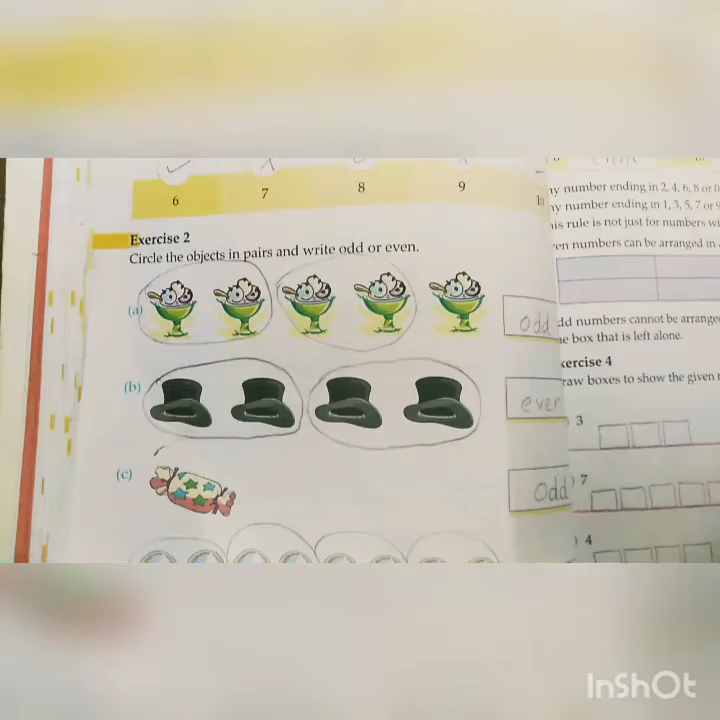 6 7 8 9 10
Exercise 2
Circle the objects in pairs and write odd or even.
(a) odd
(b) even
(c) odd
ny number ending in 2, 4, 6, 8 or
ny number ending in 1, 3, 5, 7 or 9
his rule is not just for numbers
en numbers can be arranged in
dd numbers cannot be arrange
box that is left alone.
xercise 4
raw boxes to show the given
3
7
4
InShOt